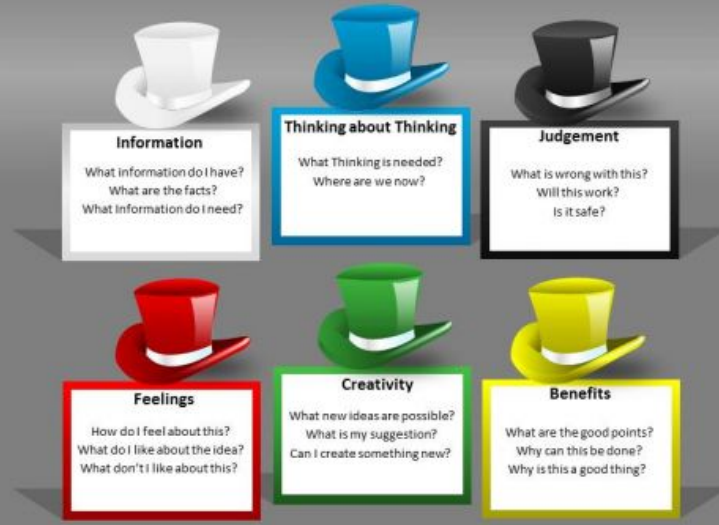 Information
What information do I have?
What are the facts?
What Information do I need?
Thinking about Thinking
What Thinking is needed?
Where are we now?
Judgement
What is wrong with this?
Will this work?
Is it safe?
Feelings
How do I feel about this?
What do I like about the idea?
What don't I like about this?
Creativity
What new ideas are possible?
What is my suggestion?
Can I create something new?
Benefits
What are the good points?
Why can this be done?
Why is this a good thing?